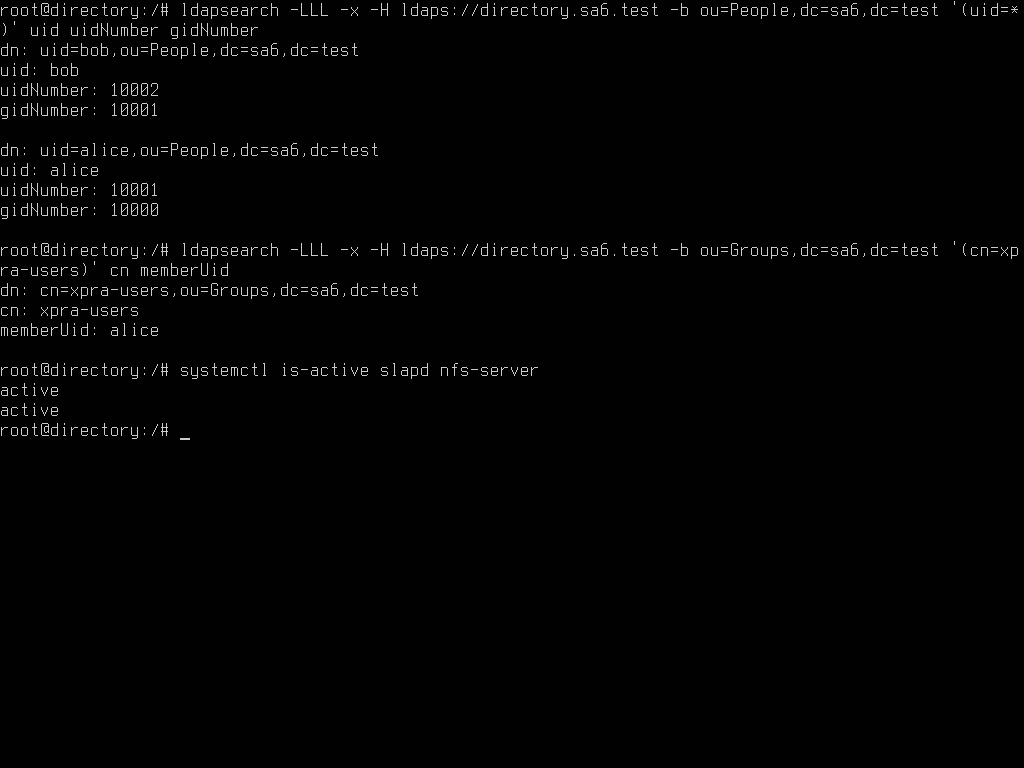 root@directory:/# ldapsearch -LLL -x -H ldaps://directory.sa6.test -b ou=People,dc=sa6,dc=test '(uid=*
)' uid uidNumber gidNumber
dn: uid=bob,ou=People,dc=sa6,dc=test
uid: bob
uidNumber: 10002
gidNumber: 10001

dn: uid=alice,ou=People,dc=sa6,dc=test
uid: alice
uidNumber: 10001
gidNumber: 10000

root@directory:/# ldapsearch -LLL -x -H ldaps://directory.sa6.test -b ou=Groups,dc=sa6,dc=test '(cn=xp
ra-users)' cn memberUid
dn: cn=xpra-users,ou=Groups,dc=sa6,dc=test
cn: xpra-users
memberUid: alice

root@directory:/# systemctl is-active slapd nfs-server
active
active
root@directory:/# _